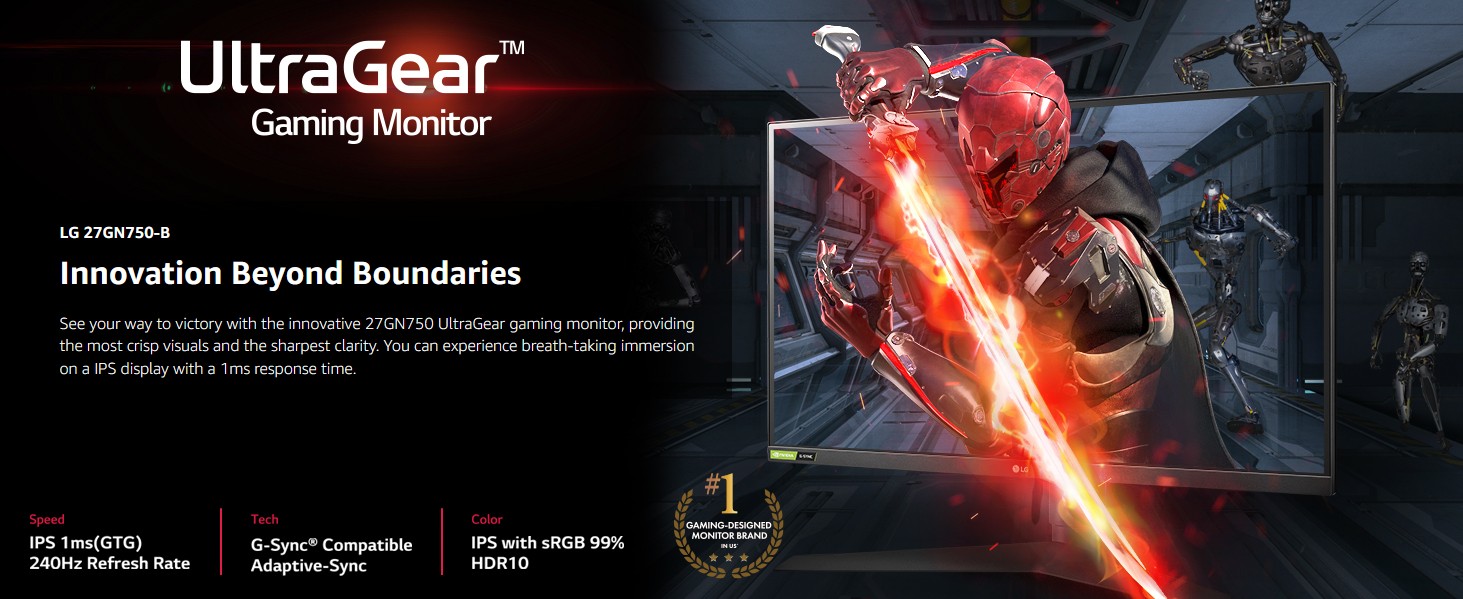 UltraGear™
Gaming Monitor
LG 27GN750-B
Innovation Beyond Boundaries
See your way to victory with the innovative 27GN750 UltraGear gaming monitor, providing
the most crisp visuals and the sharpest clarity. You can experience breath-taking immersion
on a IPS display with a 1ms response time.
Speed
IPS 1ms(GTG)
240Hz Refresh Rate
Tech
G-Sync® Compatible
Adaptive-Sync
Color
IPS with sRGB 99%
HDR10
#1
GAMING-DESIGNED
MONITOR BRAND
IN US*
NVIDIA G-SYNC
LG